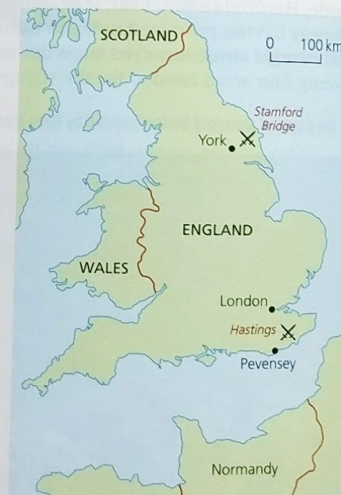 SCOTLAND
0 100 km
Stamford
Bridge
York
ENGLAND
WALES
London
Hastings
Pevensey
Normandy